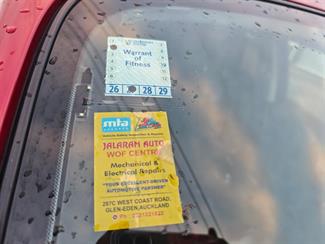 Warrant
of
Fitness
26 28 29
mta
JALARAM AUTO
WOF CENTRE
Mechanical &
Electrical Repairs
"YOUR EXCELLENT-DRIVEN
AUTOMOTIVE PARTNER"
297C WEST COAST ROAD,
GLEN-EDEN, AUCKLAND